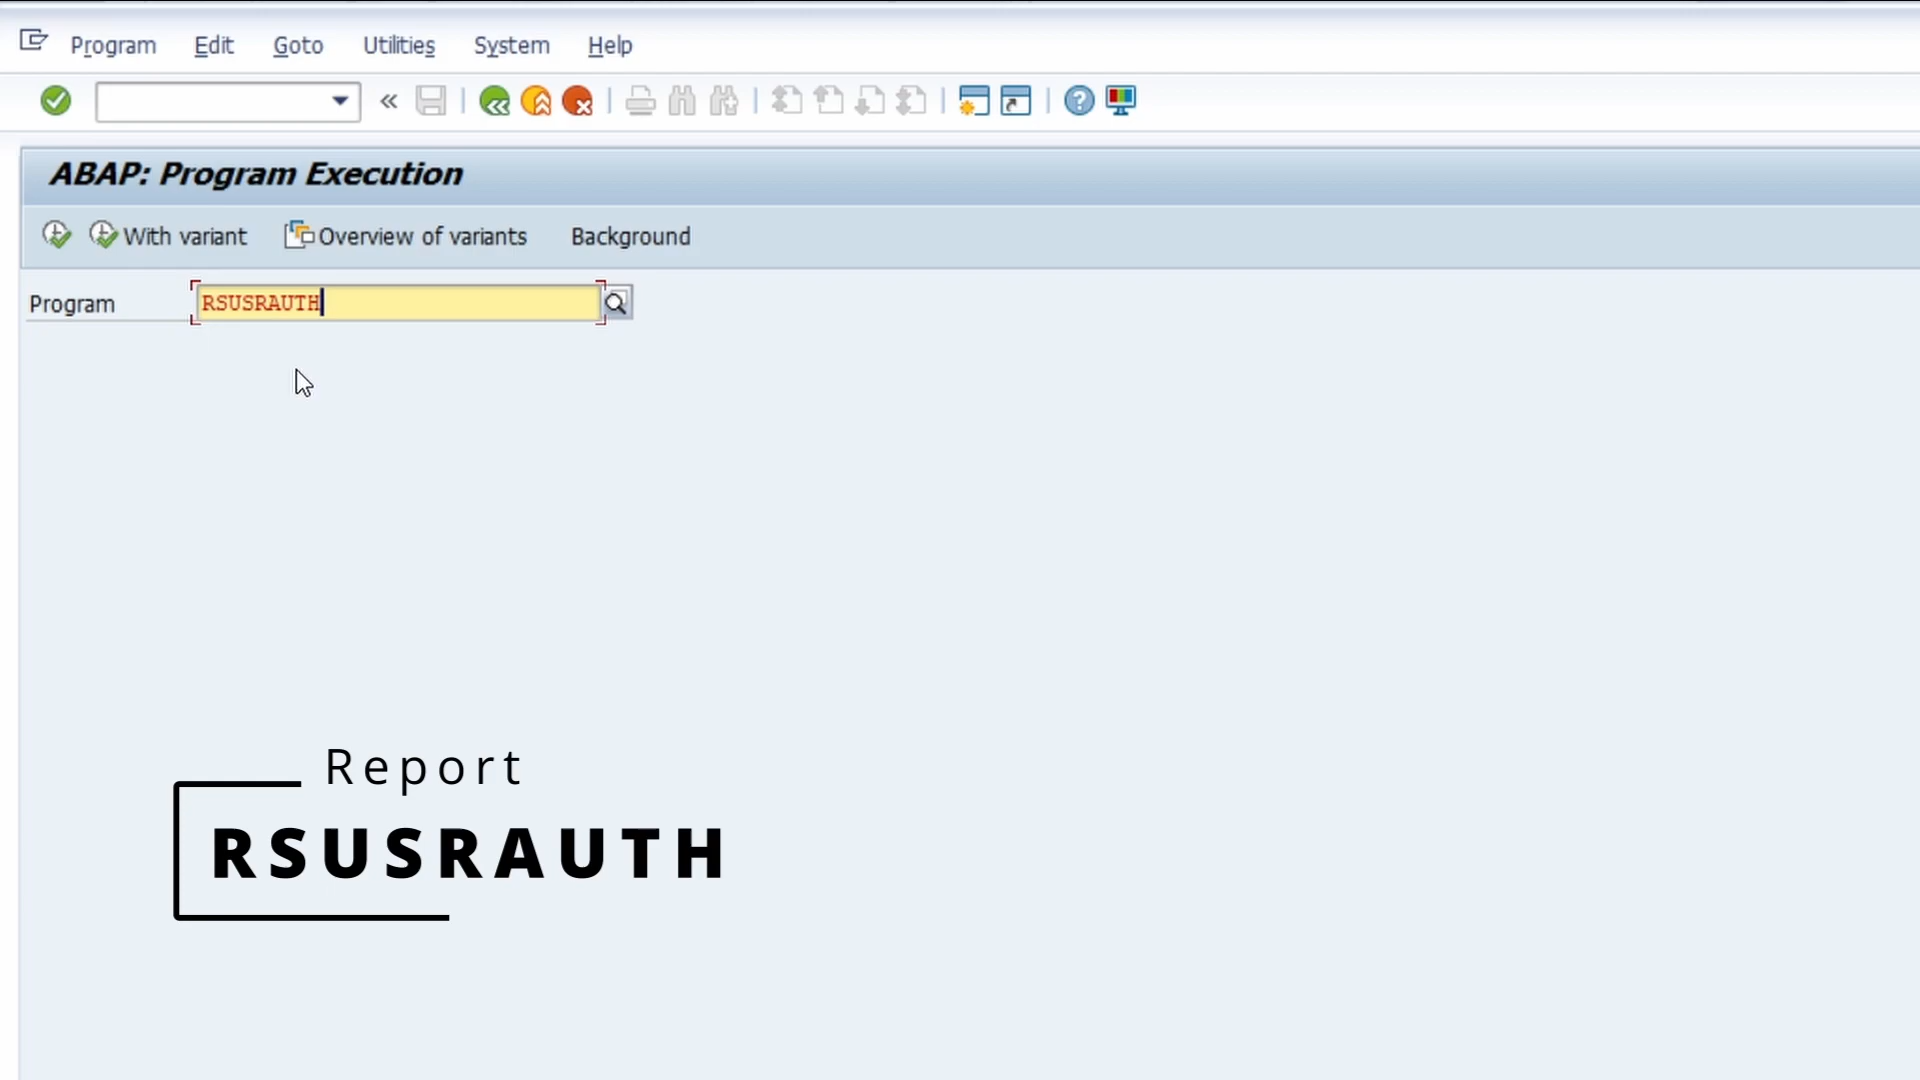 Program Edit Goto Utilities System Help
ABAP: Program Execution
With variant Overview of variants Background
Program RSUSRAUTH
Report
RSUSRAUTH